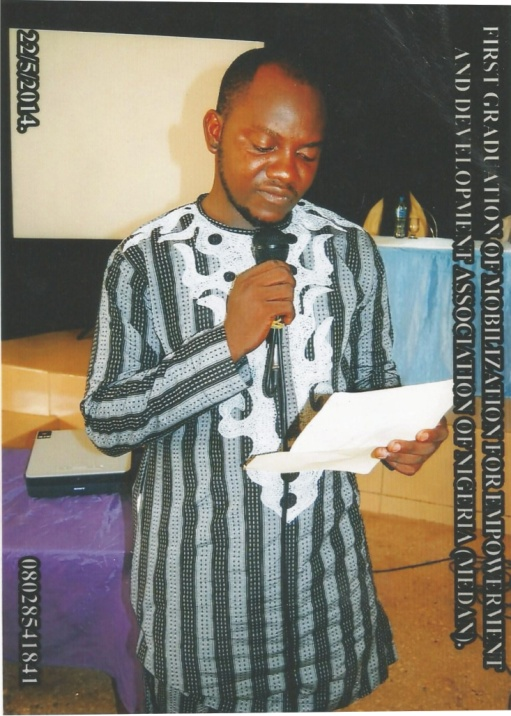 FIRST GRADUATION OF MOBILIZATION FOR EMPOWERMENT
AND DEVELOPMENT ASSOCIATION OF NIGERIA (MEDAN).
22/5/2014.
08028541841